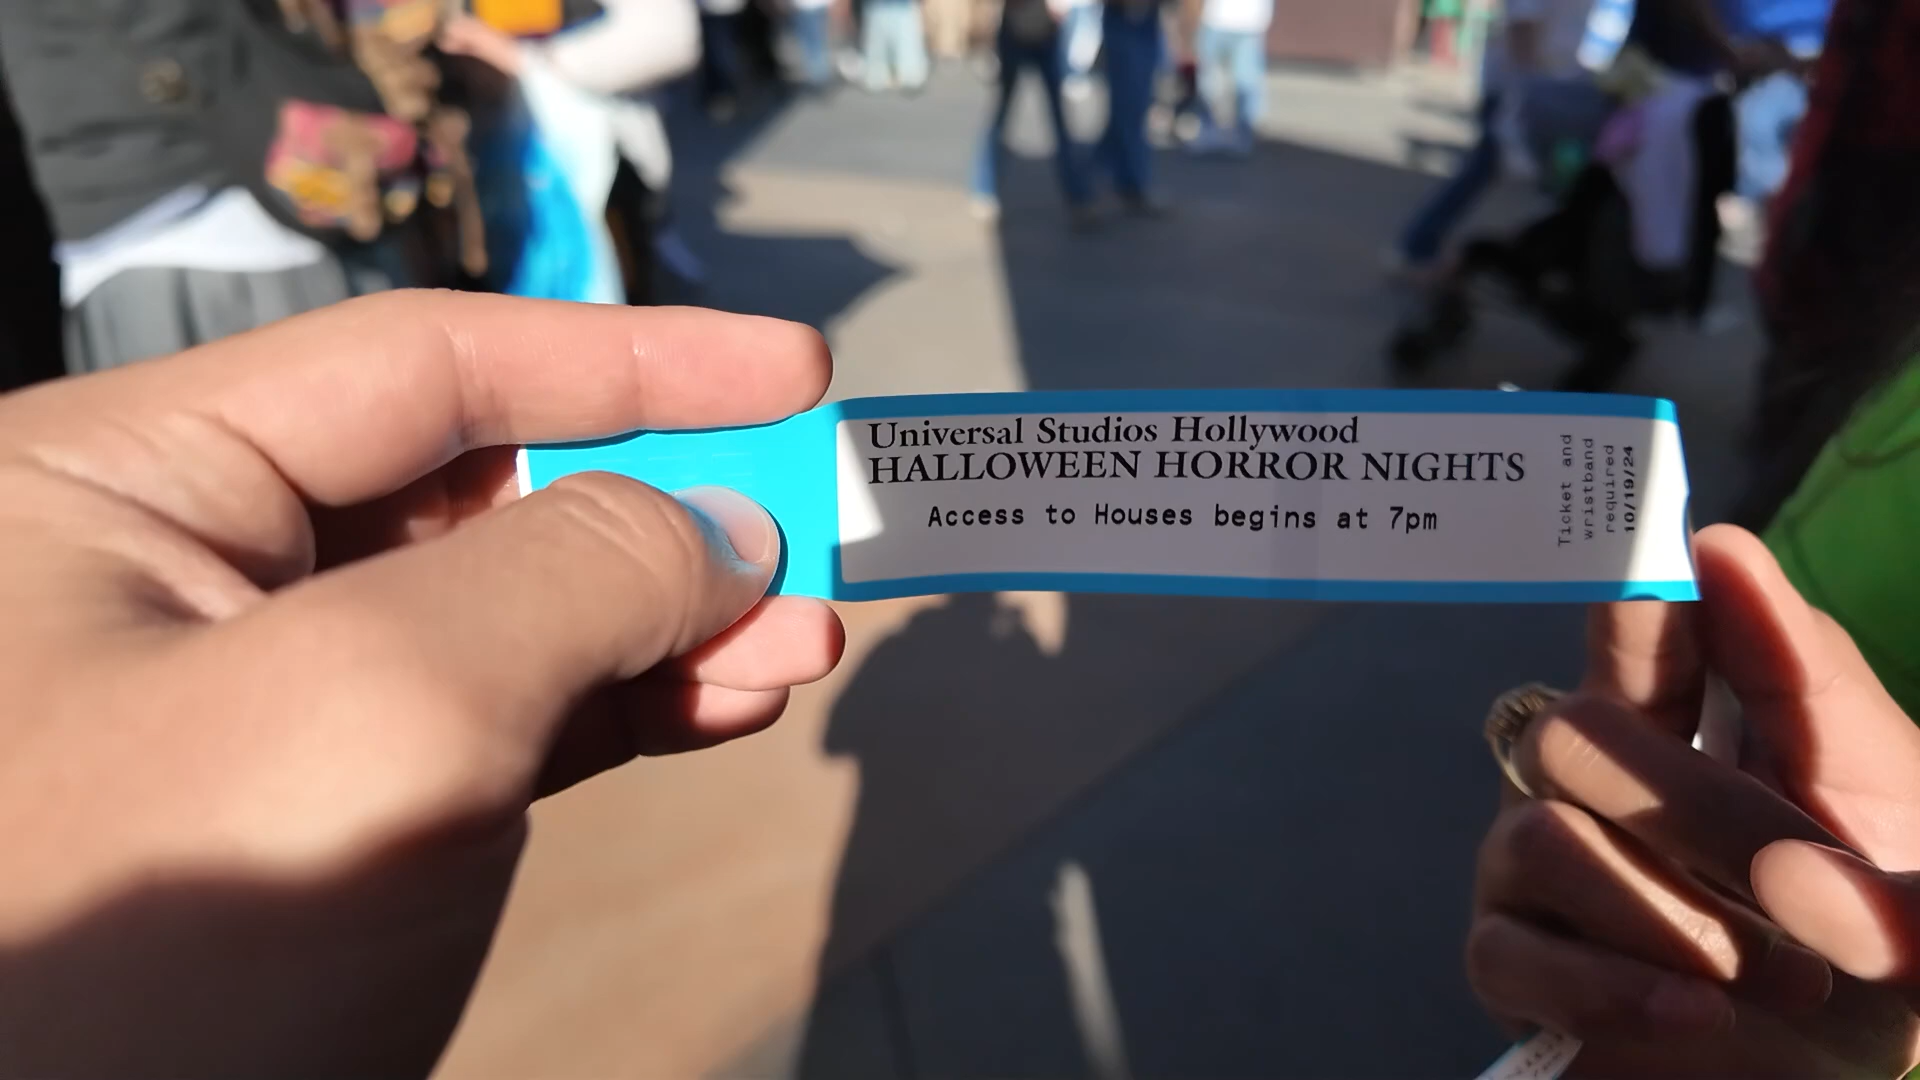 Universal Studios Hollywood
HALLOWEEN HORROR NIGHTS
Access to Houses begins at 7pm
Ticket and
wristband
required
10/19/24